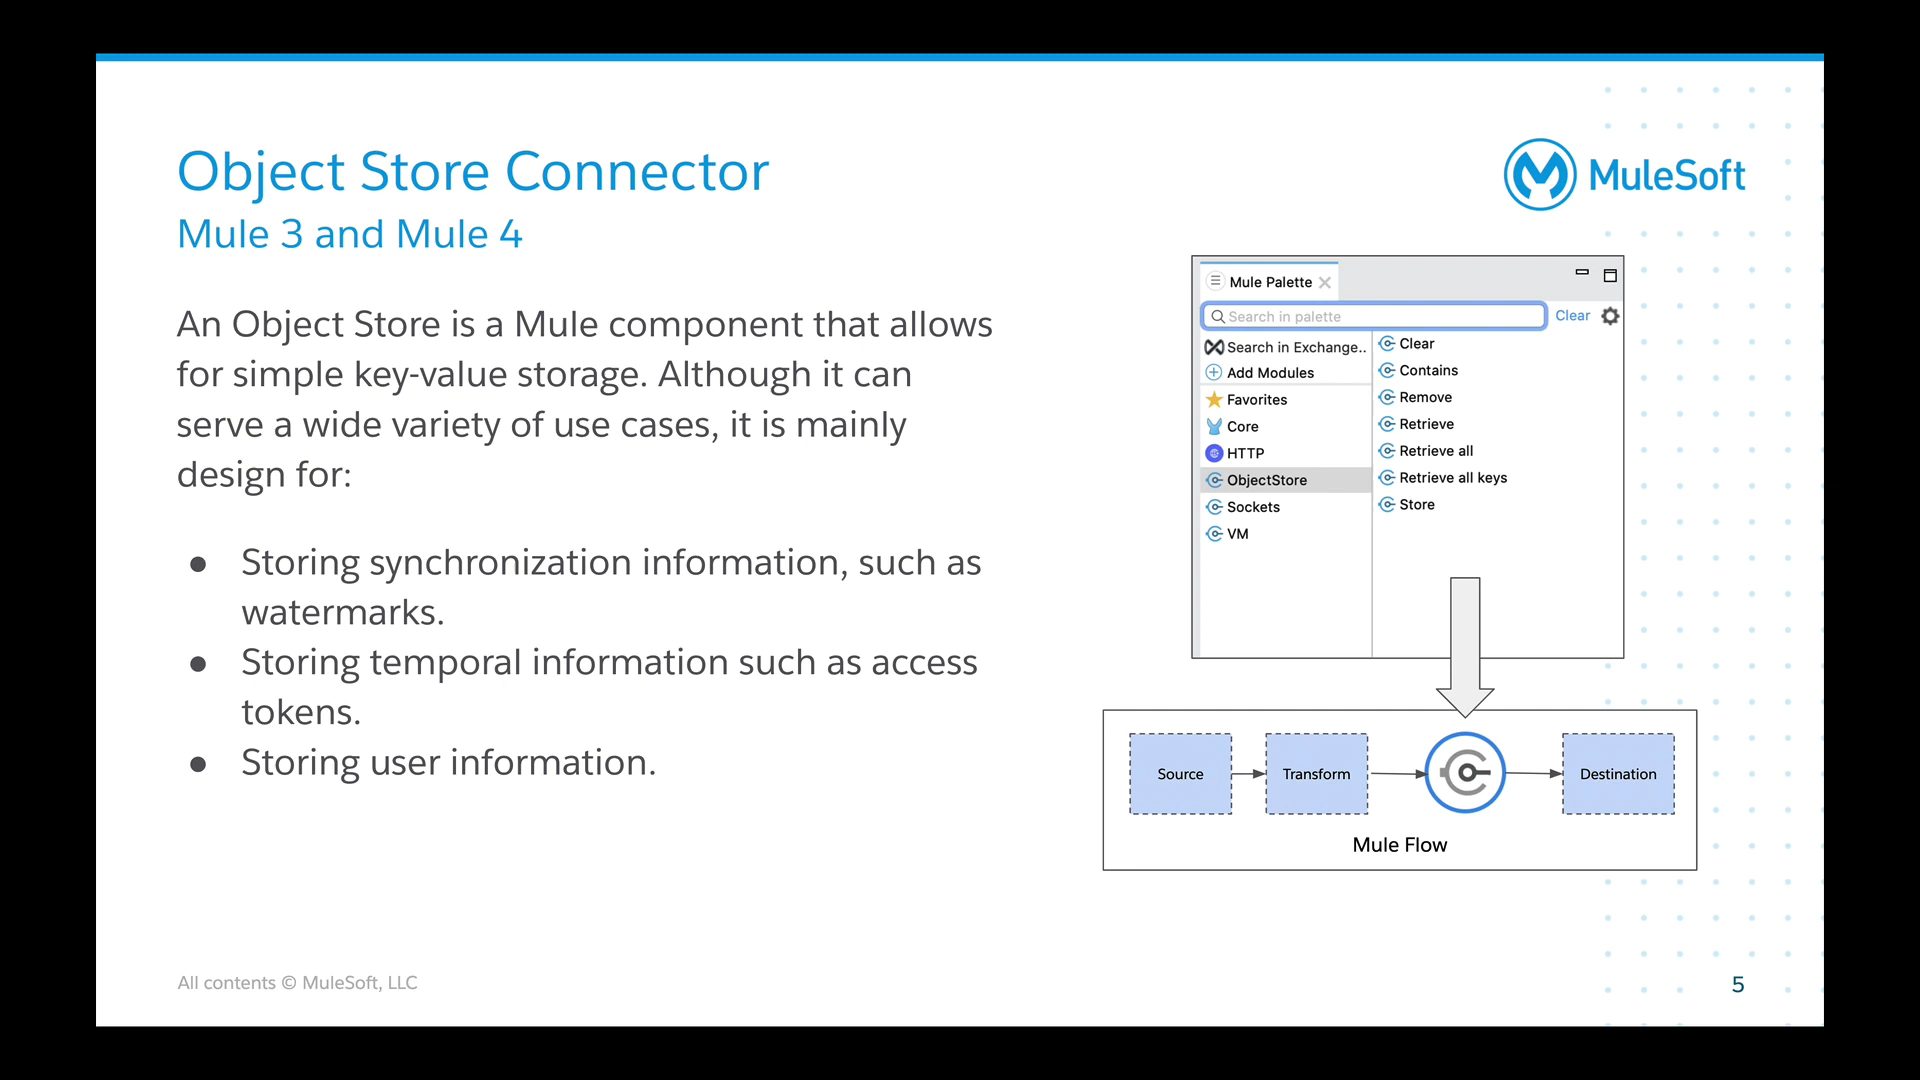 Object Store Connector
Mule 3 and Mule 4
MuleSoft
An Object Store is a Mule component that allows
for simple key-value storage. Although it can
serve a wide variety of use cases, it is mainly
design for:
● Storing synchronization information, such as
watermarks.
● Storing temporal information such as access
tokens.
● Storing user information.
Mule Palette
Search in palette
Clear
Search in Exchange..
Add Modules
Favorites
Core
HTTP
ObjectStore
Sockets
VM
Clear
Contains
Remove
Retrieve
Retrieve all
Retrieve all keys
Store
Source
Transform
Destination
Mule Flow
All contents © MuleSoft, LLC
5